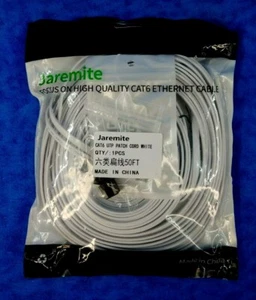 Jaremite
FOCUS ON HIGH QUALITY CAT6 ETHERNET CABLE
Jaremite
CAT6 UTP PATCH CORD WHITE
QTY/ 1PCS
六类扁线50FT
MADE IN CHINA